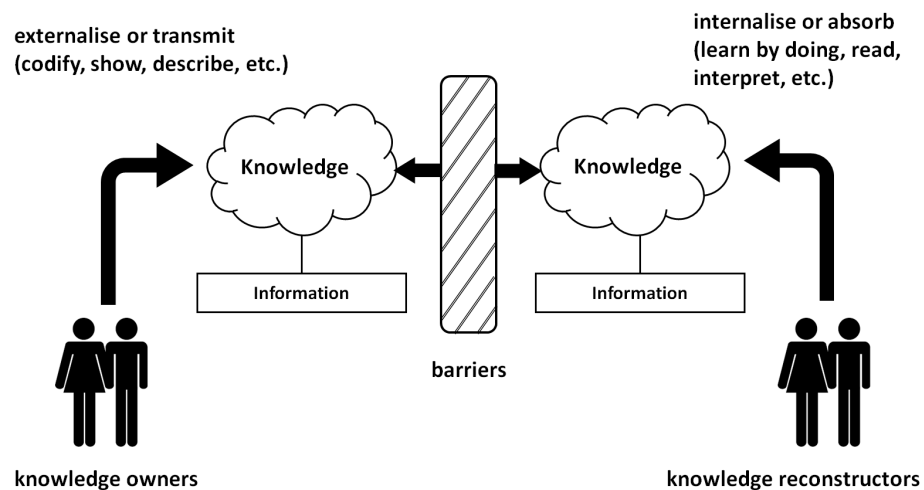 externalise or transmit
(codify, show, describe, etc.)
internalise or absorb
(learn by doing, read,
interpret, etc.)
Knowledge
Knowledge
Information
Information
barriers
knowledge owners
knowledge reconstructors